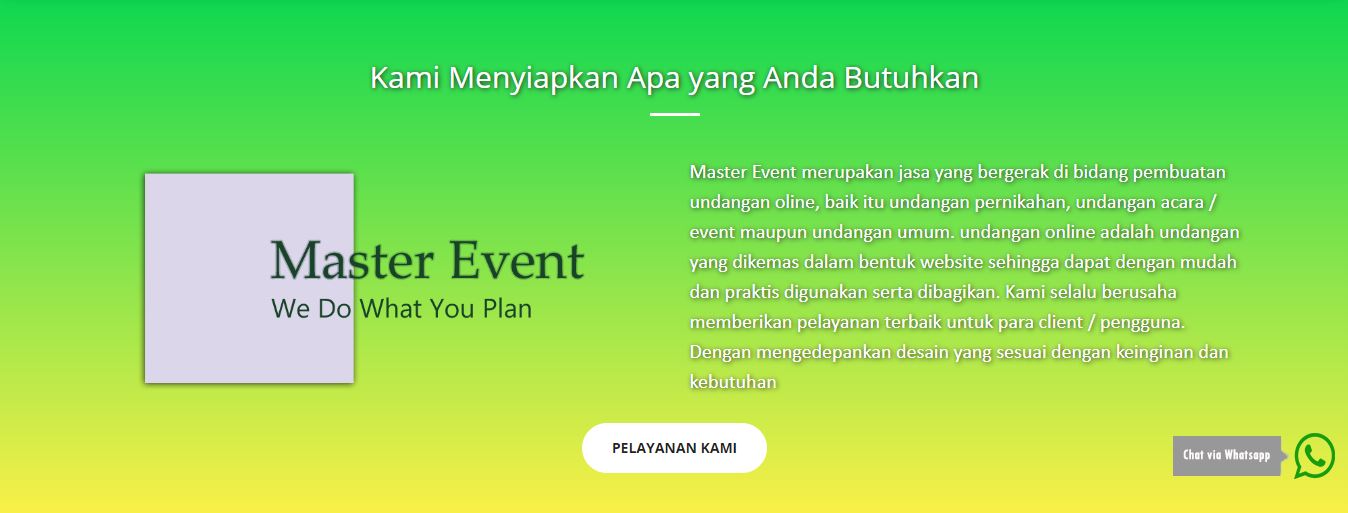 Kami Menyiapkan Apa yang Anda Butuhkan
Master Event
We Do What You Plan
Master Event merupakan jasa yang bergerak di bidang pembuatan
undangan oline, baik itu undangan pernikahan, undangan acara /
event maupun undangan umum. undangan online adalah undangan
yang dikemas dalam bentuk website sehingga dapat dengan mudah
dan praktis digunakan serta dibagikan. Kami selalu berusaha
memberikan pelayanan terbaik untuk para client / pengguna.
Dengan mengedepankan desain yang sesuai dengan keinginan dan
kebutuhan
PELAYANAN KAMI
Chat via Whatsapp